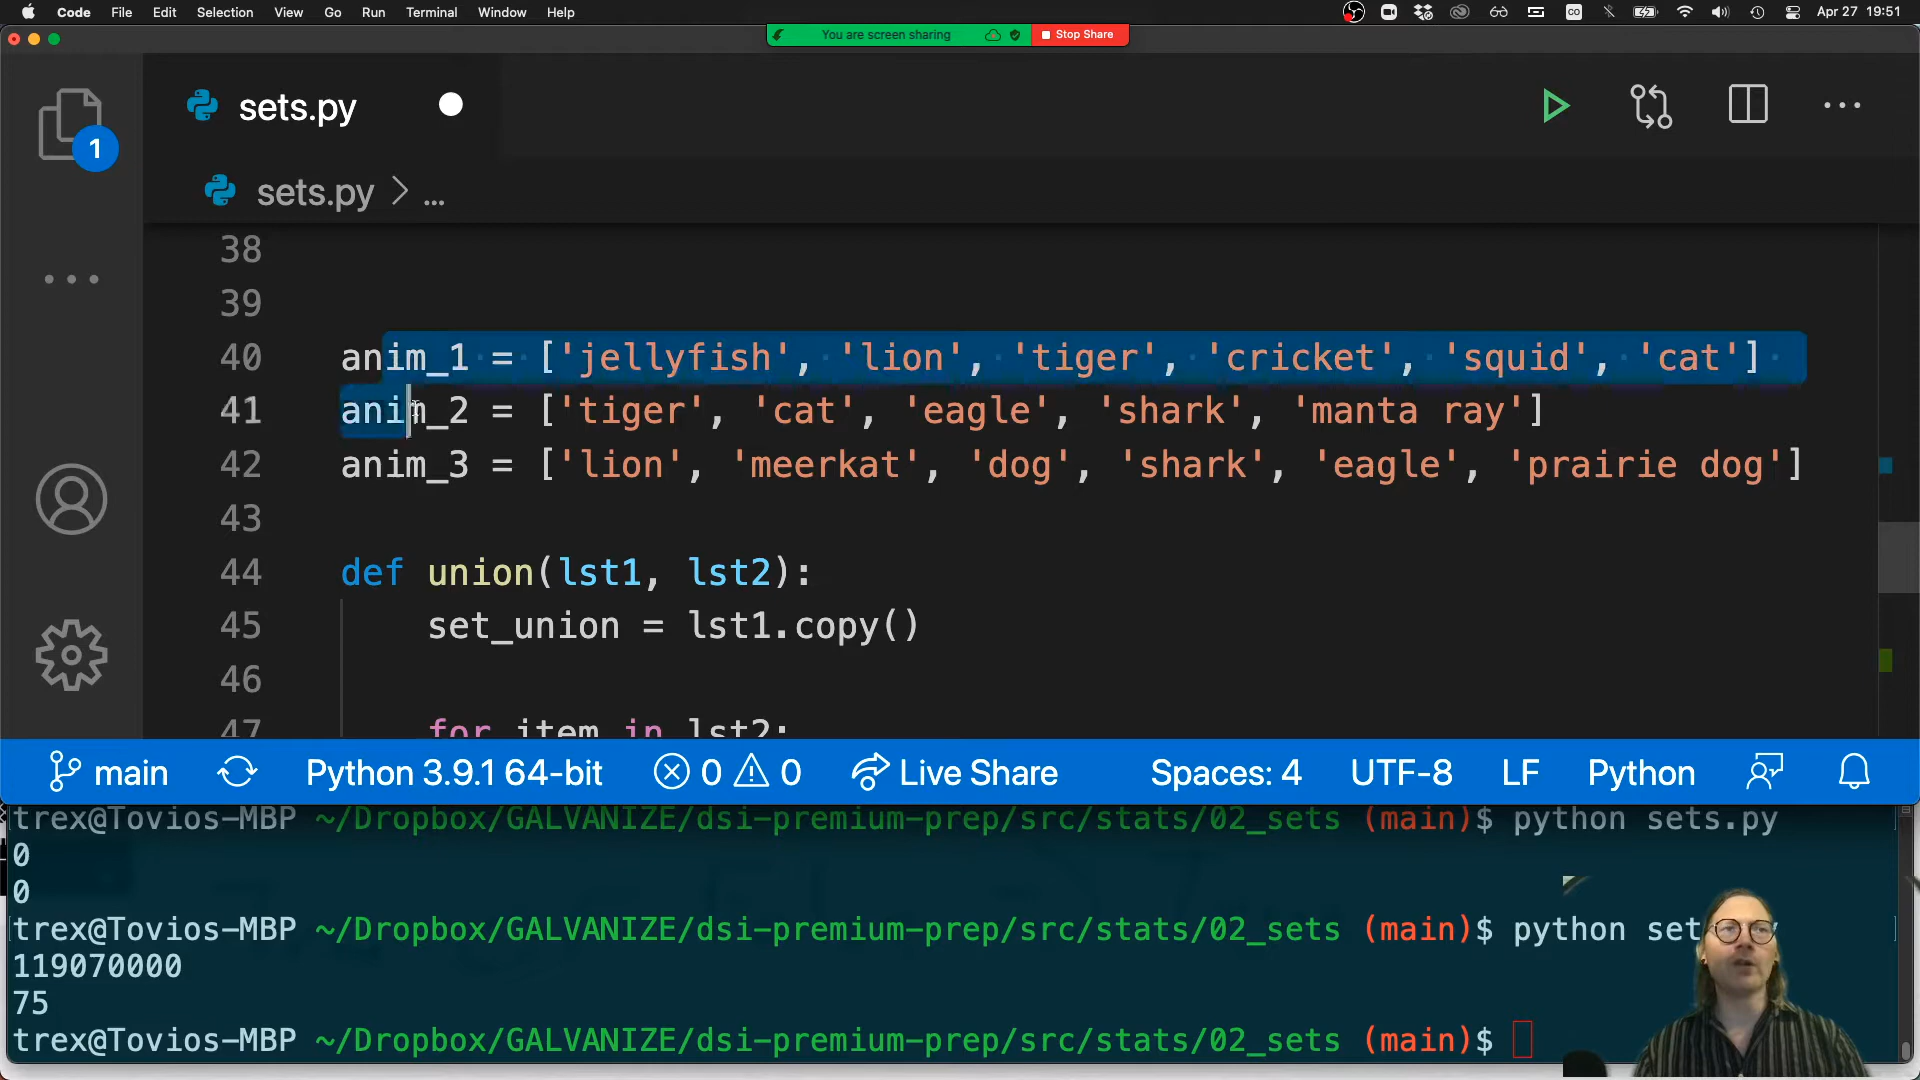 Code File Edit Selection View Go Run Terminal Window Help Apr 27 19:51
You are screen sharing Stop Share
sets.py
1
sets.py > ...
38
39
40 anim_1 = ['jellyfish', 'lion', 'tiger', 'cricket', 'squid', 'cat']
41 anim_2 = ['tiger', 'cat', 'eagle', 'shark', 'manta ray']
42 anim_3 = ['lion', 'meerkat', 'dog', 'shark', 'eagle', 'prairie dog']
43
44 def union(lst1, lst2):
45 set_union = lst1.copy()
46
47 for item in lst2:
main Python 3.9.1 64-bit 0 0 Live Share Spaces: 4 UTF-8 LF Python
trex@Tovios-MBP ~/Dropbox/GALVANIZE/dsi-premium-prep/src/stats/02_sets (main)$ python sets.py
0
0
trex@Tovios-MBP ~/Dropbox/GALVANIZE/dsi-premium-prep/src/stats/02_sets (main)$ python set
119070000
75
trex@Tovios-MBP ~/Dropbox/GALVANIZE/dsi-premium-prep/src/stats/02_sets (main)$